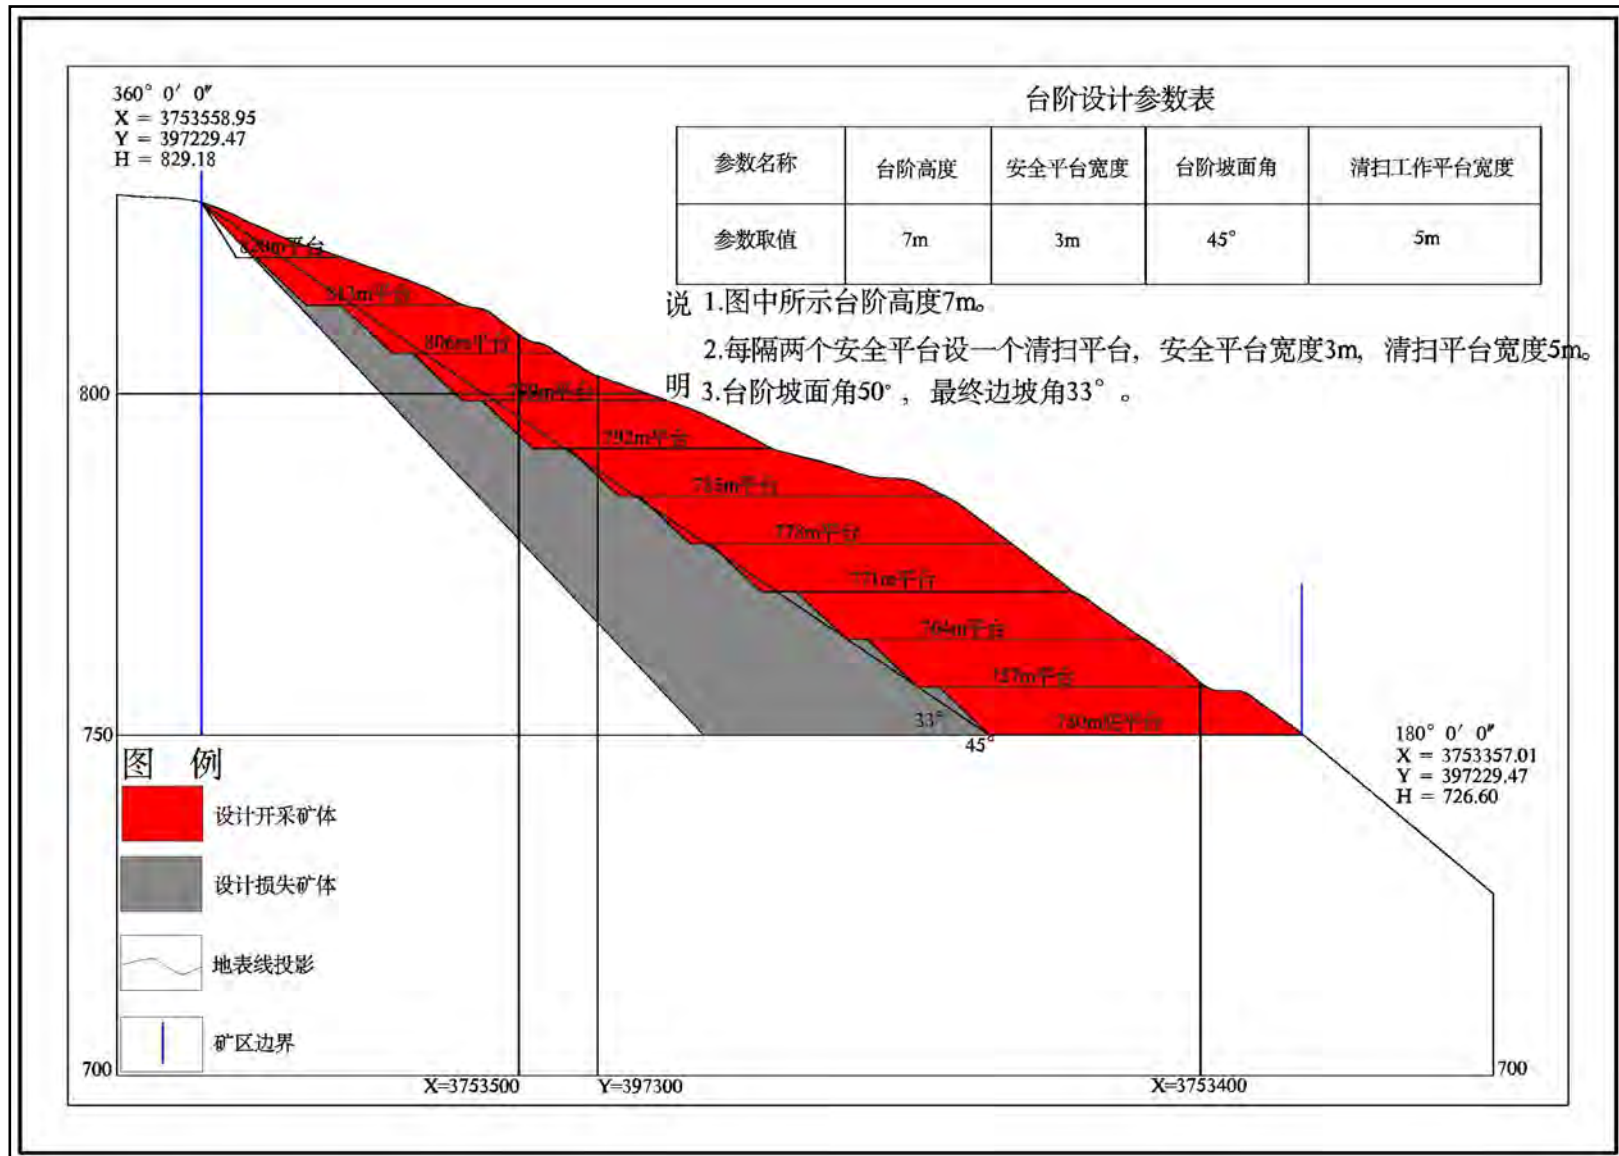 360° 0′ 0″
X = 3753558.95
Y = 397229.47
H = 829.18
台阶设计参数表
参数名称 台阶高度 安全平台宽度 台阶坡面角 清扫工作平台宽度
参数取值 7m 3m 45° 5m
说 1.图中所示台阶高度7m。
2.每隔两个安全平台设一个清扫平台，安全平台宽度3m，清扫平台宽度5m。
明 3.台阶坡面角50°，最终边坡角33°。
820m平台
813m平台
806m平台
800
799m平台
792m平台
785m平台
778m平台
771m平台
764m平台
757m平台
33°
45°
750
180° 0′ 0″
X = 3753357.01
Y = 397229.47
H = 726.60
图 例
设计开采矿体
设计损失矿体
地表线投影
矿区边界
700
700
X=3753500
Y=397300
X=3753400